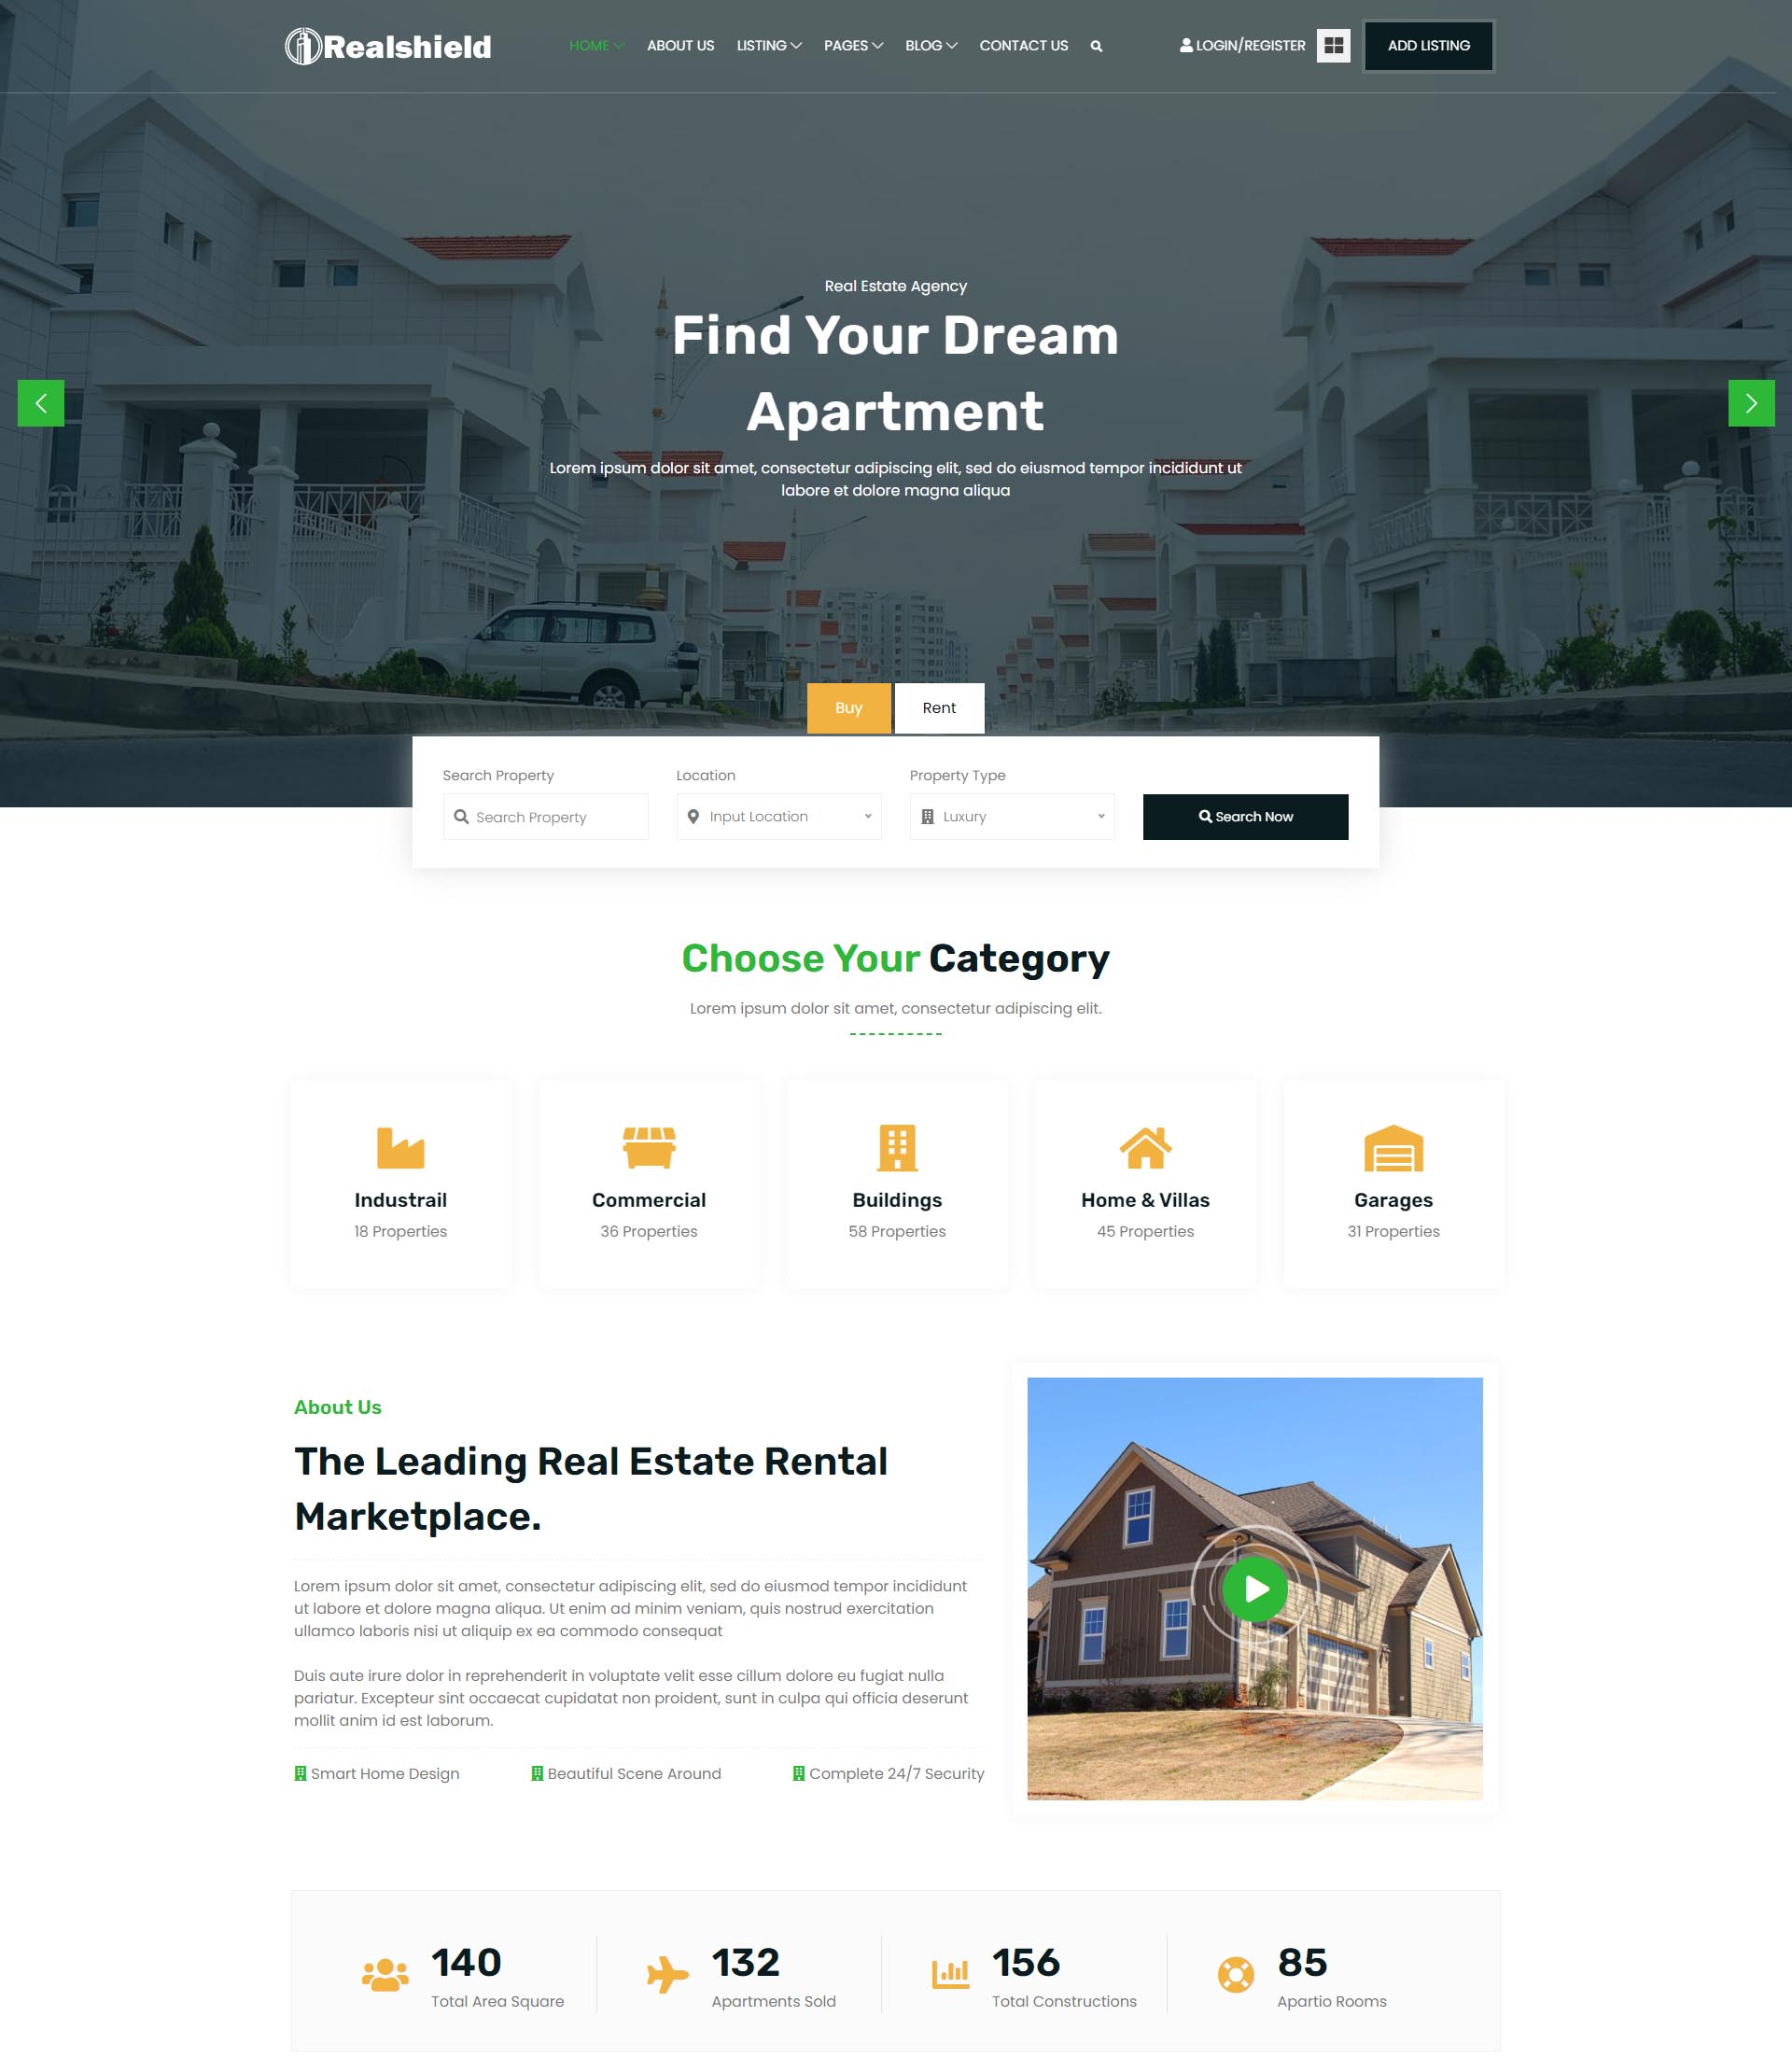 Realshield
HOME
ABOUT US
LISTING
PAGES
BLOG
CONTACT US
LOGIN/REGISTER
ADD LISTING
Real Estate Agency
Find Your Dream
Apartment
Lorem ipsum dolor sit amet, consectetur adipiscing elit, sed do eiusmod tempor incididunt ut
labore et dolore magna aliqua
Buy
Rent
Search Property
Location
Property Type
Search Property
Input Location
Luxury
Search Now
Choose Your Category
Lorem ipsum dolor sit amet, consectetur adipiscing elit.
Industrail
18 Properties
Commercial
36 Properties
Buildings
58 Properties
Home & Villas
45 Properties
Garages
31 Properties
About Us
The Leading Real Estate Rental
Marketplace.
Lorem ipsum dolor sit amet, consectetur adipiscing elit, sed do eiusmod tempor incididunt
ut labore et dolore magna aliqua. Ut enim ad minim veniam, quis nostrud exercitation
ullamco laboris nisi ut aliquip ex ea commodo consequat
Duis aute irure dolor in reprehenderit in voluptate velit esse cillum dolore eu fugiat nulla
pariatur. Excepteur sint occaecat cupidatat non proident, sunt in culpa qui officia deserunt
mollit anim id est laborum.
Smart Home Design
Beautiful Scene Around
Complete 24/7 Security
140
Total Area Square
132
Apartments Sold
156
Total Constructions
85
Apartio Rooms